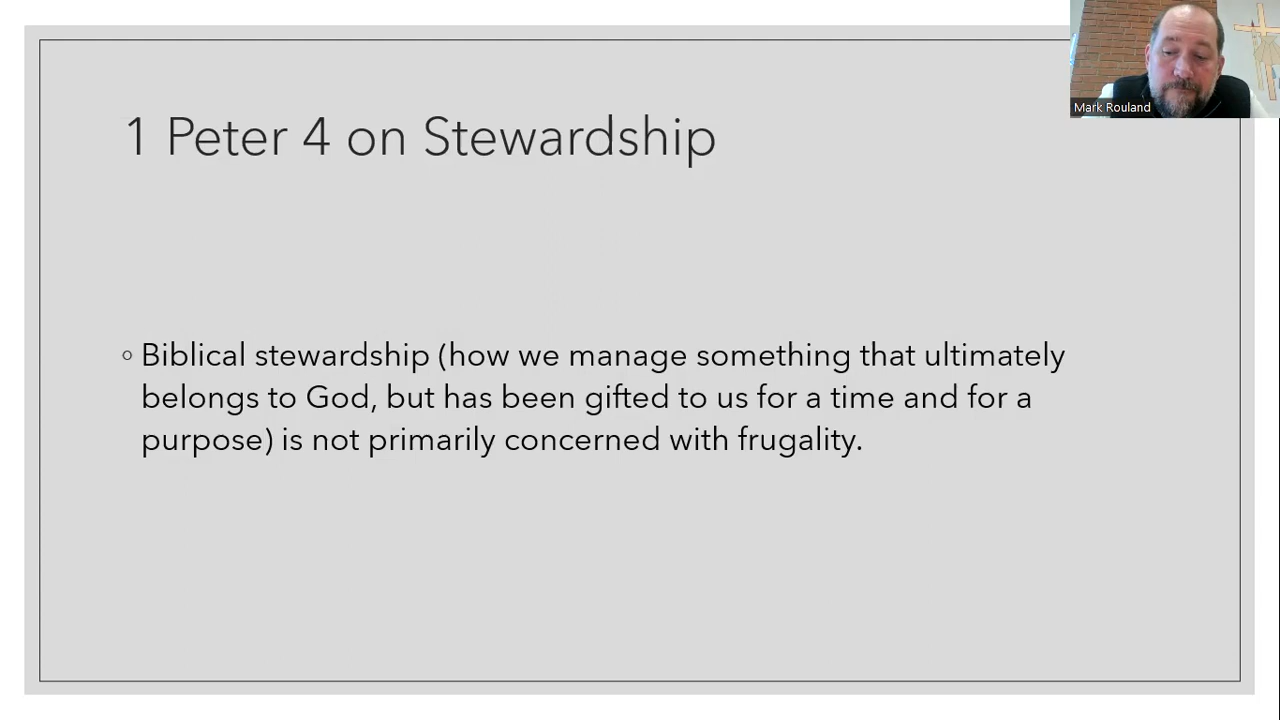 1 Peter 4 on Stewardship
Mark Rouland
Biblical stewardship (how we manage something that ultimately
belongs to God, but has been gifted to us for a time and for a
purpose) is not primarily concerned with frugality.